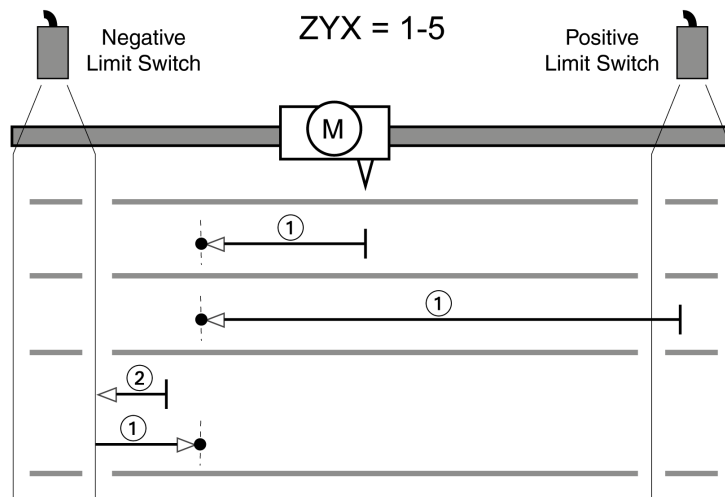 ZYX = 1-5
Negative
Limit Switch
Positive
Limit Switch
M
1
1
2
1